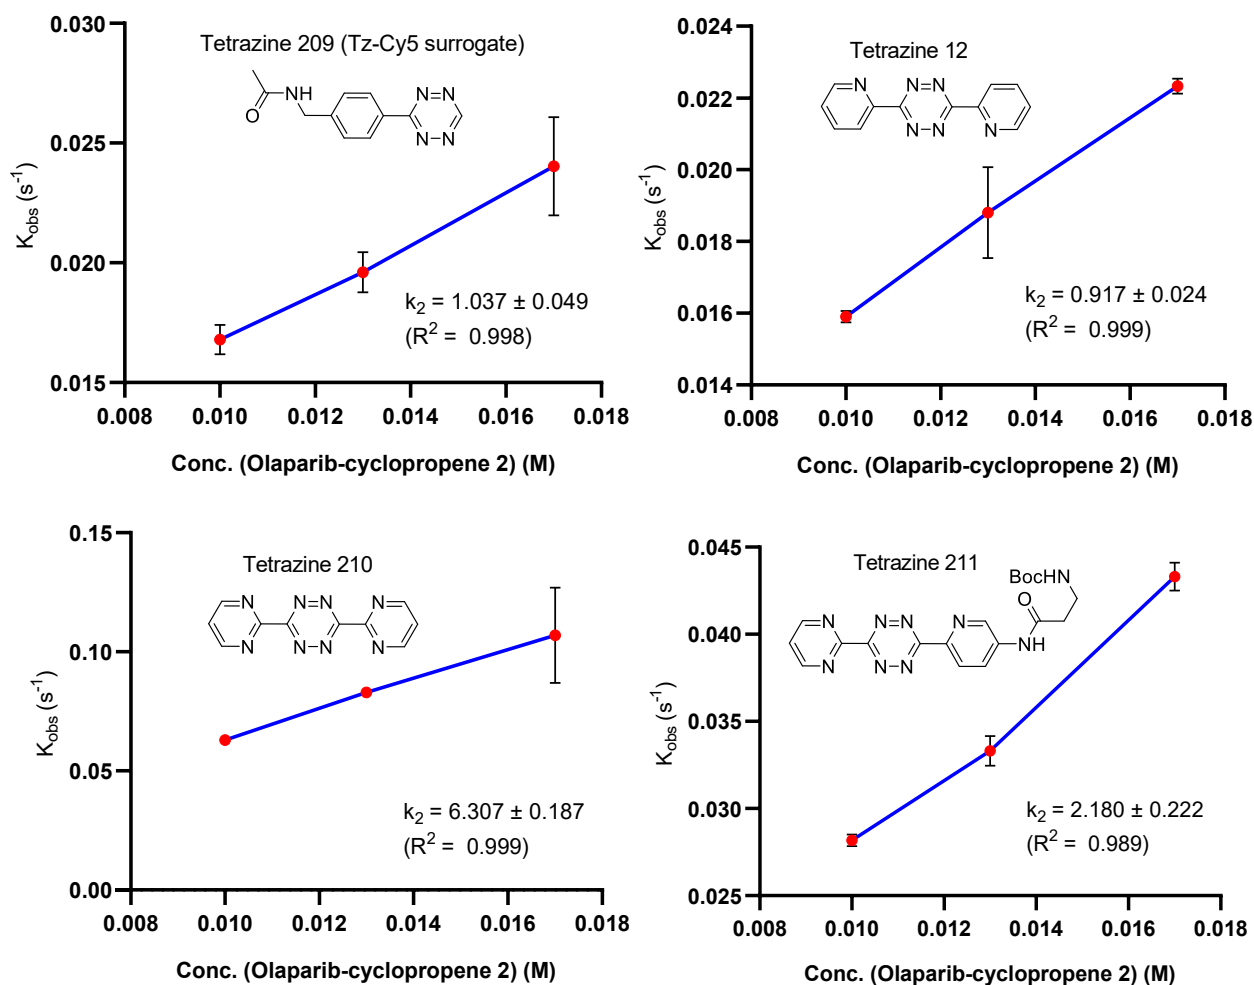 Tetrazine 209 (Tz-Cy5 surrogate)
NH
O
N N
N N
K_obs (s⁻¹)
0.030
0.025
0.020
0.015
k₂ = 1.037 ± 0.049
(R² = 0.998)
0.008 0.010 0.012 0.014 0.016 0.018
Conc. (Olaparib-cyclopropene 2) (M)
Tetrazine 12
N N N
N N N
K_obs (s⁻¹)
0.024
0.022
0.020
0.018
0.016
0.014
k₂ = 0.917 ± 0.024
(R² = 0.999)
0.008 0.010 0.012 0.014 0.016 0.018
Conc. (Olaparib-cyclopropene 2) (M)
Tetrazine 210
N N N N
N N N N
K_obs (s⁻¹)
0.15
0.10
0.05
0.00
k₂ = 6.307 ± 0.187
(R² = 0.999)
0.008 0.010 0.012 0.014 0.016 0.018
Conc. (Olaparib-cyclopropene 2) (M)
Tetrazine 211
BocHN
O
N N N N
NH
N N N
K_obs (s⁻¹)
0.045
0.040
0.035
0.030
0.025
k₂ = 2.180 ± 0.222
(R² = 0.989)
0.008 0.010 0.012 0.014 0.016 0.018
Conc. (Olaparib-cyclopropene 2) (M)